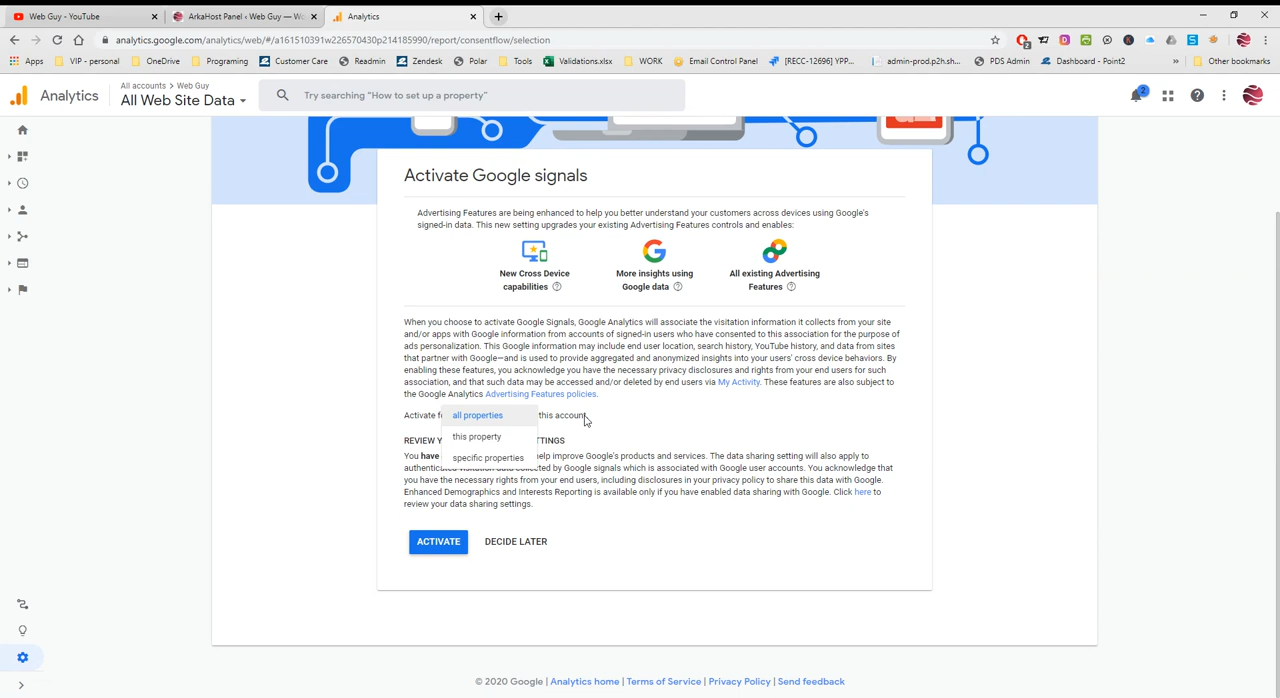 Web Guy - YouTube
ArkaHost Panel ‹ Web Guy — Wo
Analytics
analytics.google.com/analytics/web/#/a161510391w226570430p214185990/report/consentflow/selection
2
Apps
VIP - personal
OneDrive
Programing
Customer Care
Readmin
Zendesk
Polar
Tools
Validations.xlsx
WORK
Email Control Panel
[RECC-12696] YPP...
admin-prod.p2h.sh...
PDS Admin
Dashboard - Point2
»
Other bookmarks
Analytics
All accounts > Web Guy
All Web Site Data
Try searching "How to set up a property"
2
Activate Google signals
Advertising Features are being enhanced to help you better understand your customers across devices using Google's
signed-in data. This new setting upgrades your existing Advertising Features controls and enables:
New Cross Device
capabilities
More insights using
Google data
All existing Advertising
Features
When you choose to activate Google Signals, Google Analytics will associate the visitation information it collects from your site
and/or apps with Google information from accounts of signed-in users who have consented to this association for the purpose of
ads personalization. This Google information may include end user location, search history, YouTube history, and data from sites
that partner with Google—and is used to provide aggregated and anonymized insights into your users' cross device behaviors. By
enabling these features, you acknowledge you have the necessary privacy disclosures and rights from your end users for such
association, and that such data may be accessed and/or deleted by end users via My Activity. These features are also subject to
the Google Analytics Advertising Features policies.
Activate f all properties this account
this property
specific properties
REVIEW Y TTINGS
You have elp improve Google's products and services. The data sharing setting will also apply to
authenticated visitation data collected by Google signals which is associated with Google user accounts. You acknowledge that
you have the necessary rights from your end users, including disclosures in your privacy policy to share this data with Google.
Enhanced Demographics and Interests Reporting is available only if you have enabled data sharing with Google. Click here to
review your data sharing settings.
ACTIVATE
DECIDE LATER
© 2020 Google | Analytics home | Terms of Service | Privacy Policy | Send feedback